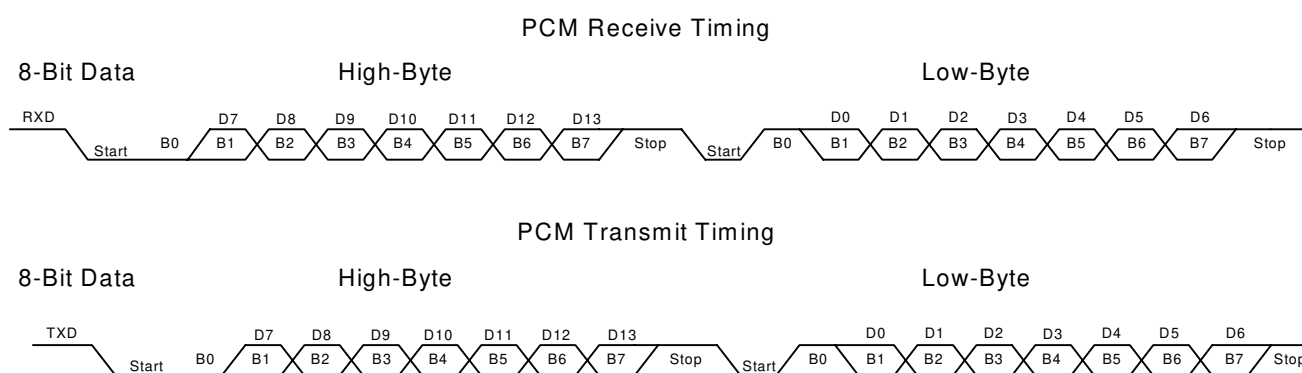 PCM Receive Timing
8-Bit Data High-Byte Low-Byte
RXD D7 D8 D9 D10 D11 D12 D13 D0 D1 D2 D3 D4 D5 D6
Start B0 B1 B2 B3 B4 B5 B6 B7 Stop Start B0 B1 B2 B3 B4 B5 B6 B7 Stop
PCM Transmit Timing
8-Bit Data High-Byte Low-Byte
TXD D7 D8 D9 D10 D11 D12 D13 D0 D1 D2 D3 D4 D5 D6
Start B0 B1 B2 B3 B4 B5 B6 B7 Stop Start B0 B1 B2 B3 B4 B5 B6 B7 Stop